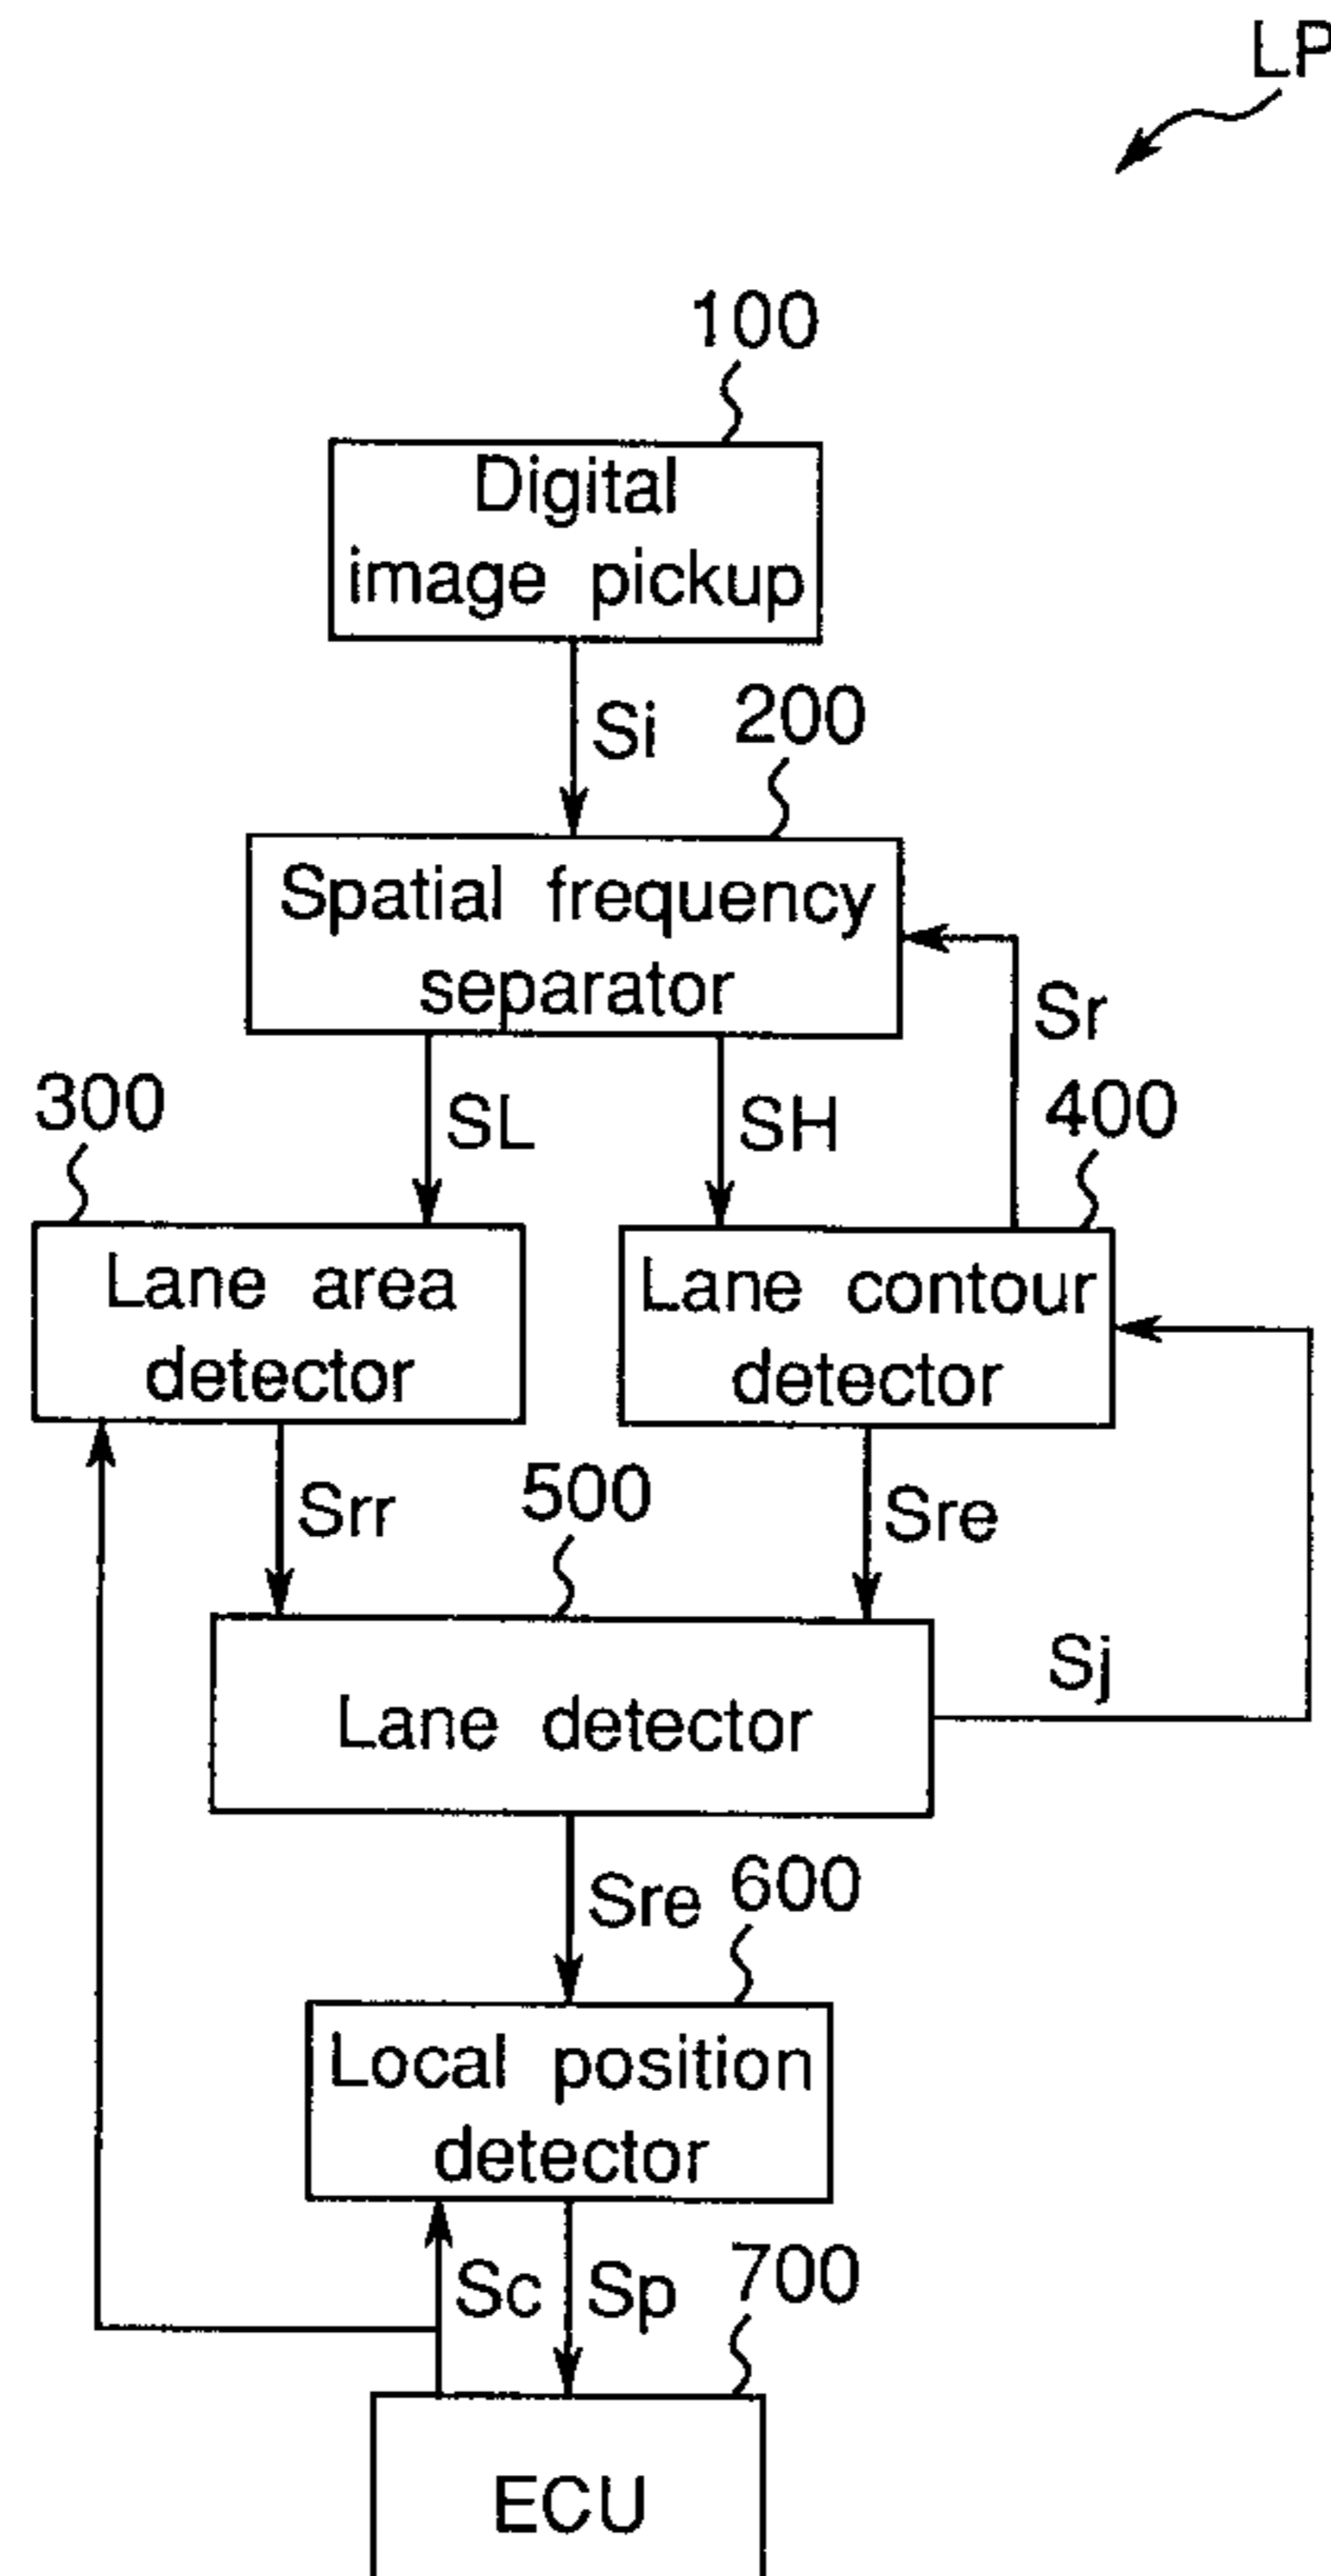 LP
100
Digital
image pickup
Si
200
Spatial frequency
separator
Sr
SL
SH
300
400
Lane area
detector
Lane contour
detector
Srr
500
Sre
Lane detector
Sj
Sre
600
Local position
detector
Sc
Sp
700
ECU